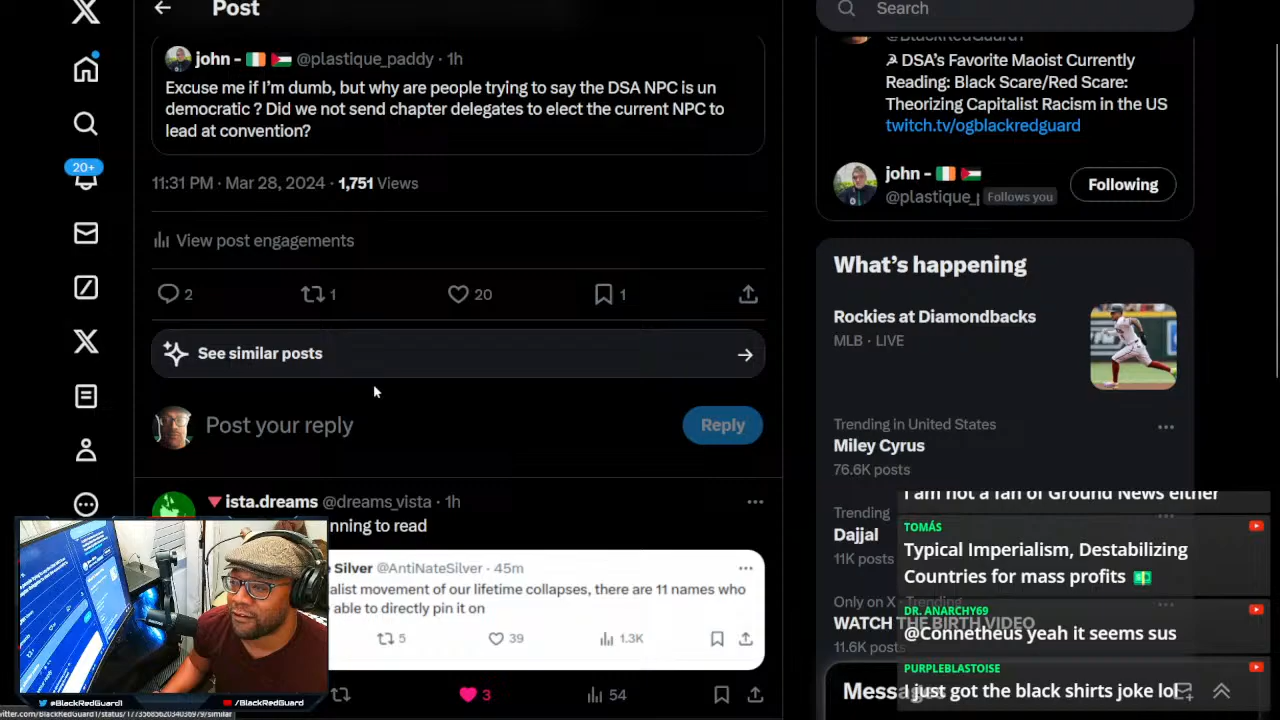 Post
john - @plastique_paddy · 1h
Excuse me if I'm dumb, but why are people trying to say the DSA NPC is un
democratic ? Did we not send chapter delegates to elect the current NPC to
lead at convention?
11:31 PM · Mar 28, 2024 · 1,751 Views
View post engagements
2 1 20 1
See similar posts
Post your reply
Reply
ista.dreams @dreams_vista · 1h
nning to read
Silver @AntiNateSilver · 45m
alist movement of our lifetime collapses, there are 11 names who
able to directly pin it on
5 39 1.3K
3 54
20+
Search
@BlackRedGuard1
DSA's Favorite Maoist Currently
Reading: Black Scare/Red Scare:
Theorizing Capitalist Racism in the US
twitch.tv/ogblackredguard
john -
@plastique_ Follows you
Following
What's happening
Rockies at Diamondbacks
MLB · LIVE
Trending in United States
Miley Cyrus
76.6K posts
Trending
Dajjal
11K posts
Only on X · Trending
WATCH THE BIRTH VIDEO
11.6K posts
Messages
I am not a fan of Ground News either
TOMÁS
Typical Imperialism, Destabilizing
Countries for mass profits
DR. ANARCHY69
@Connetheus yeah it seems sus
PURPLEBLASTOISE
I just got the black shirts joke lol
@BlackRedGuard1 /BlackRedGuard